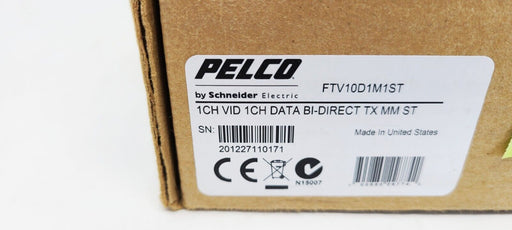 PELCO
by Schneider Electric
FTV10D1M1ST
1CH VID 1CH DATA BI-DIRECT TX MM ST
SN:
201227110171
Made In United States
CE
N15007